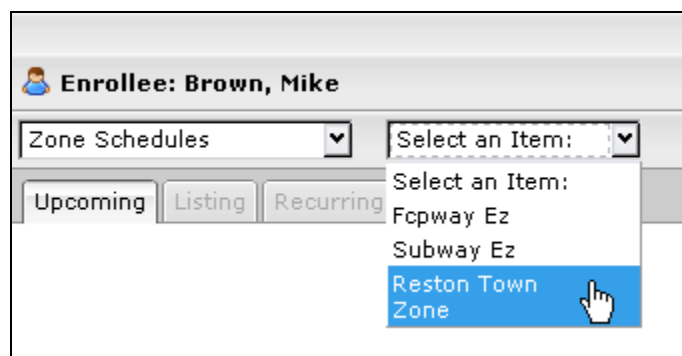 Enrollee: Brown, Mike
Zone Schedules
Select an Item:
Upcoming
Listing
Recurring
Select an Item:
Fcpway Ez
Subway Ez
Reston Town
Zone